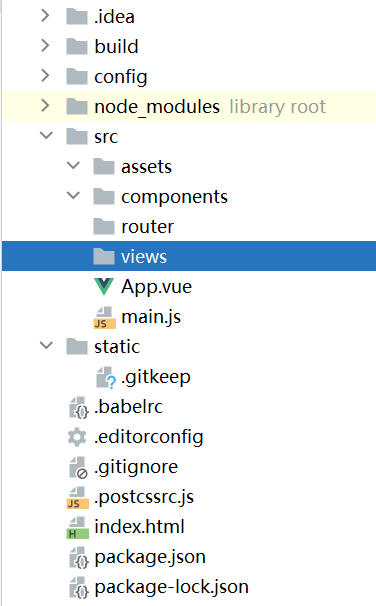 .idea
build
config
node_modules library root
src
assets
components
router
views
App.vue
JS main.js
static
.gitkeep
.babelrc
.editorconfig
.gitignore
JS .postcssrc.js
H index.html
package.json
package-lock.json